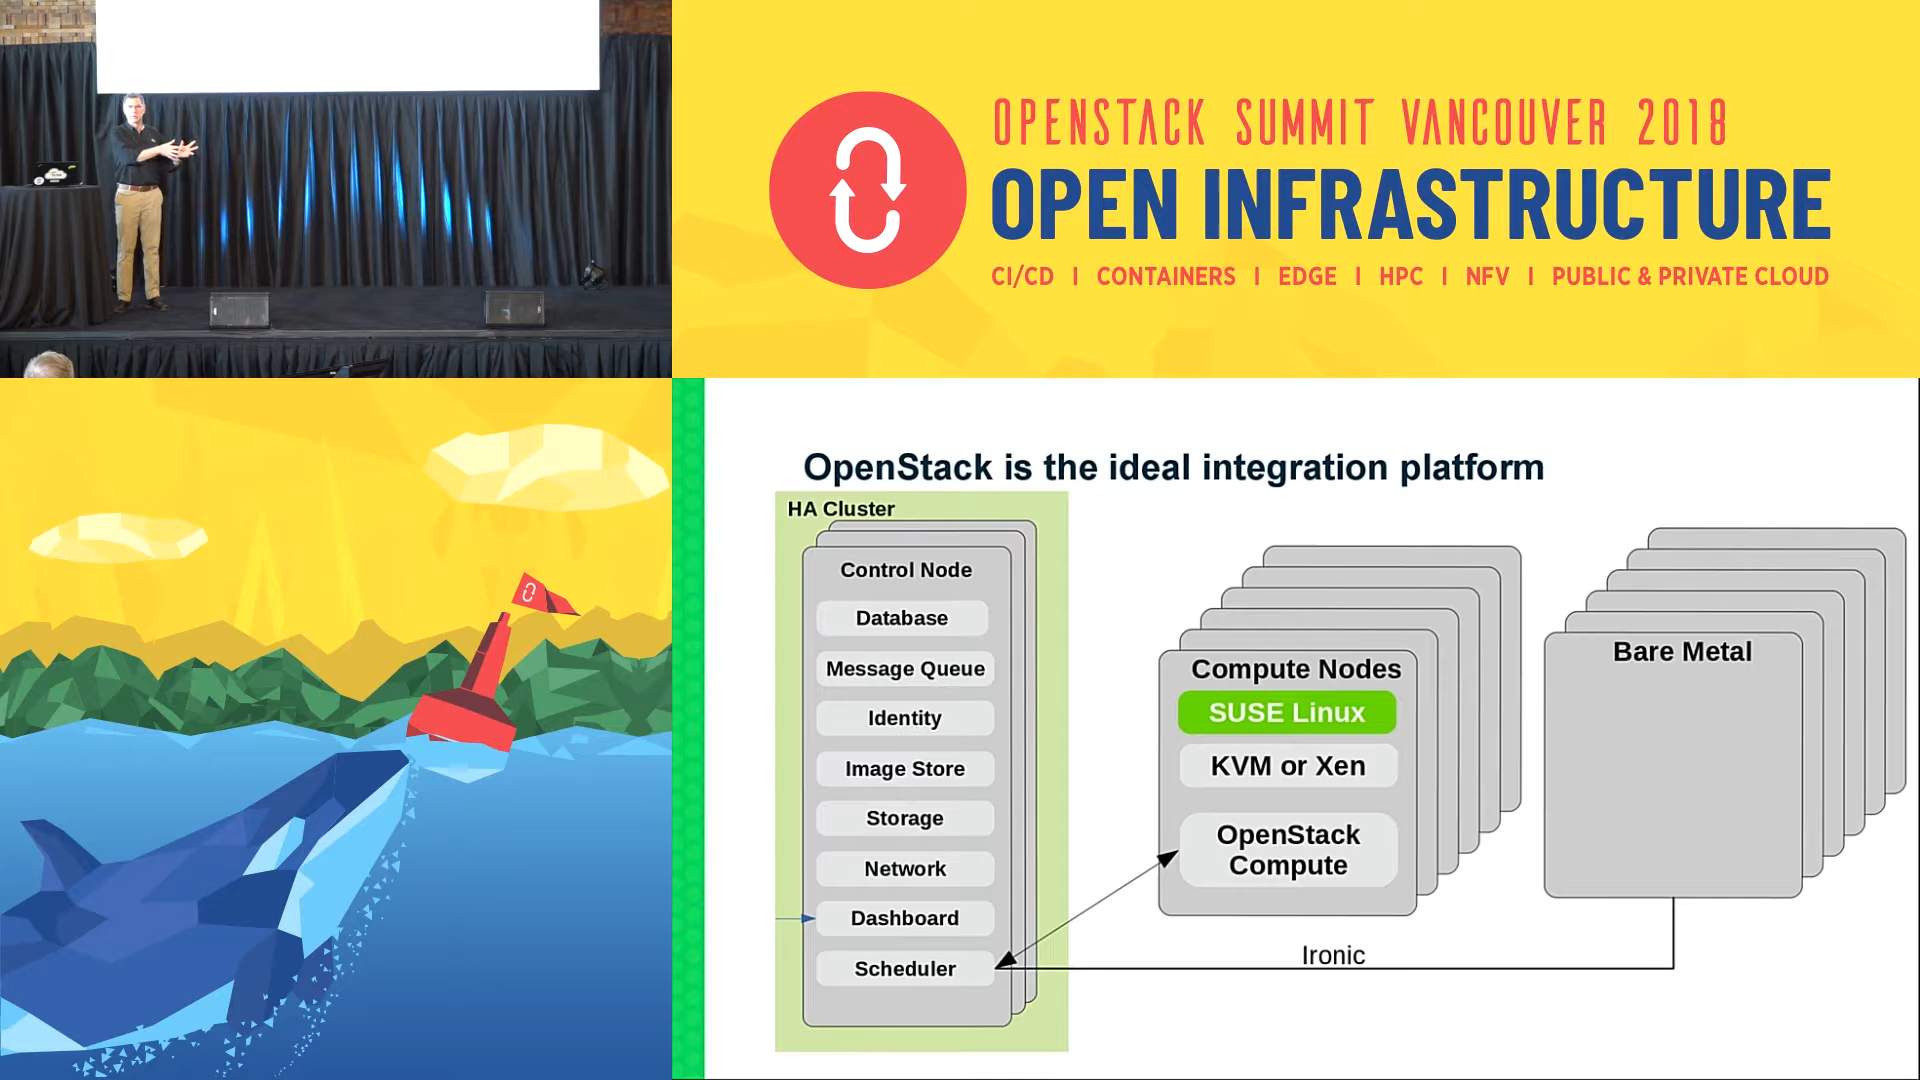 OPENSTACK SUMMIT VANCOUVER 2018
OPEN INFRASTRUCTURE
CI/CD | CONTAINERS | EDGE | HPC | NFV | PUBLIC & PRIVATE CLOUD
OpenStack is the ideal integration platform
HA Cluster
Control Node
Database
Message Queue
Identity
Image Store
Storage
Network
Dashboard
Scheduler
Compute Nodes
SUSE Linux
KVM or Xen
OpenStack
Compute
Bare Metal
Ironic